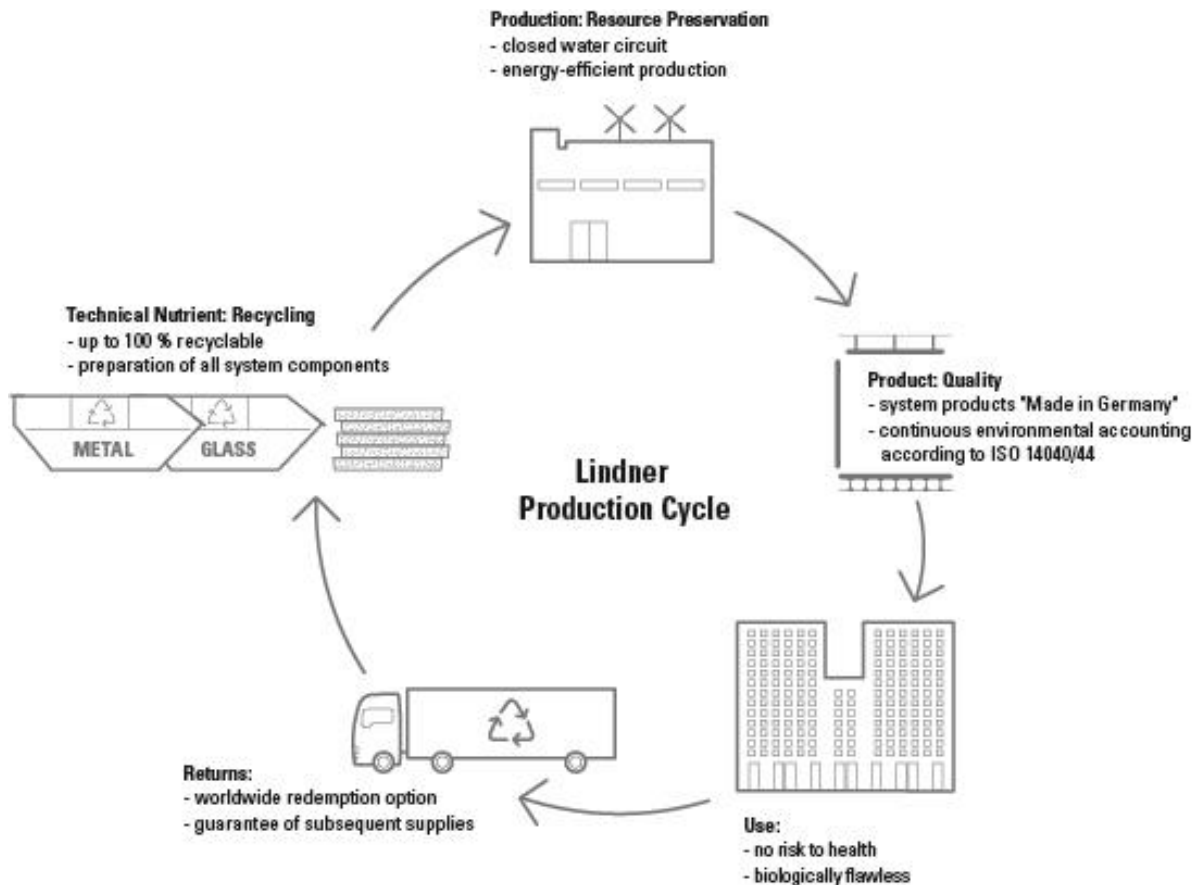 Production: Resource Preservation
- closed water circuit
- energy-efficient production
Technical Nutrient: Recycling
- up to 100 % recyclable
- preparation of all system components
METAL
GLASS
Product: Quality
- system products "Made in Germany"
- continuous environmental accounting
according to ISO 14040/44
Lindner
Production Cycle
Returns:
- worldwide redemption option
- guarantee of subsequent supplies
Use:
- no risk to health
- biologically flawless